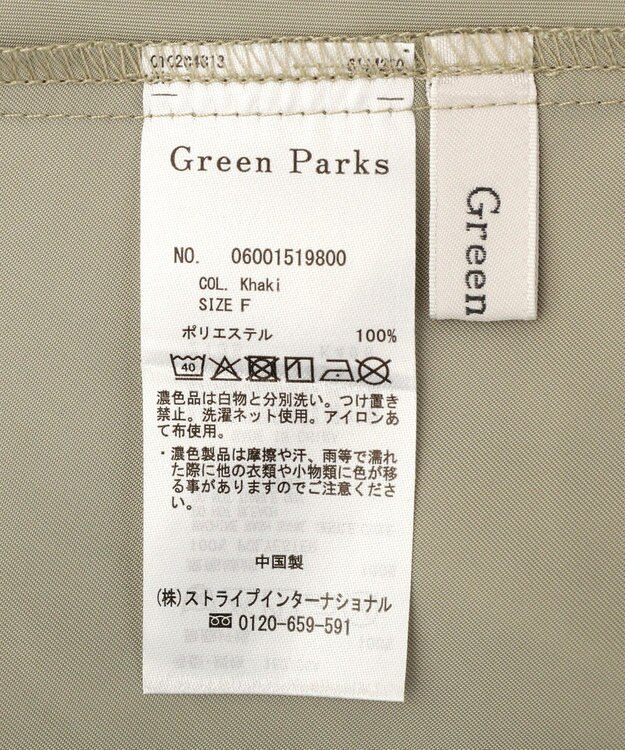 Green Parks
Green
NO. 06001519800
COL. Khaki
SIZE F
ポリエステル 100%
40
濃色品は白物と分別洗い。つけ置き
禁止。洗濯ネット使用。アイロンあ
て布使用。
・濃色製品は摩擦や汗、雨等で濡れ
た際に他の衣類や小物類に色が移
る事がありますのでご注意くださ
い。
中国製
(株)ストライプインターナショナル
0120-659-591